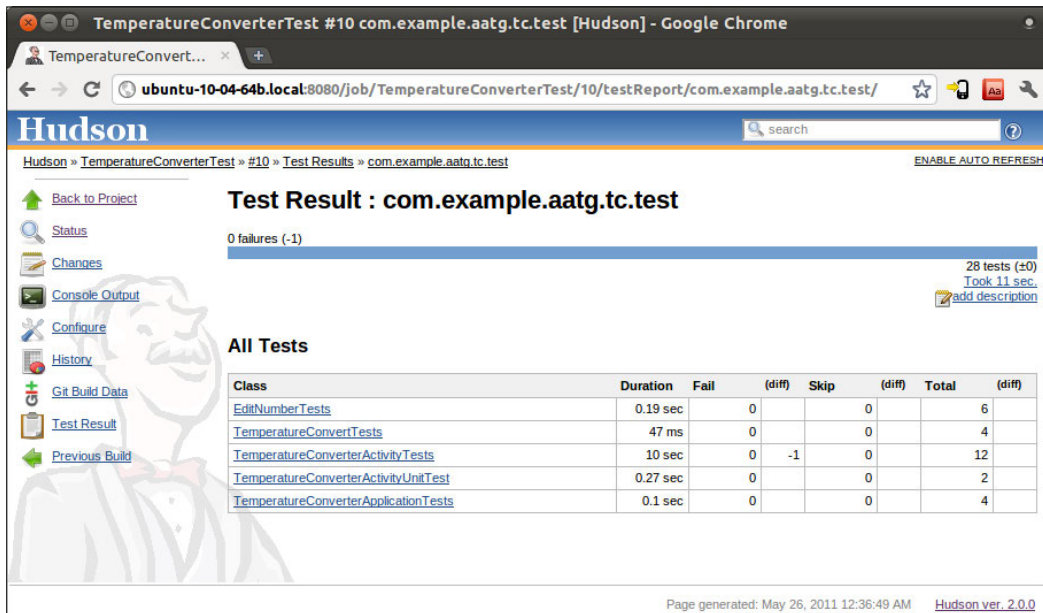 TemperatureConverterTest #10 com.example.aatg.tc.test [Hudson] - Google Chrome
TemperatureConvert...
ubuntu-10-04-64b.local:8080/job/TemperatureConverterTest/10/testReport/com.example.aatg.tc.test/
Aa
Hudson
search
?
Hudson » TemperatureConverterTest » #10 » Test Results » com.example.aatg.tc.test
ENABLE AUTO REFRESH
Back to Project
Status
Changes
Console Output
Configure
History
Git Build Data
Test Result
Previous Build
Test Result : com.example.aatg.tc.test
0 failures (-1)
28 tests (±0)
Took 11 sec.
add description
All Tests
Class Duration Fail (diff) Skip (diff) Total (diff)
EditNumberTests 0.19 sec 0 0 6
TemperatureConvertTests 47 ms 0 0 4
TemperatureConverterActivityTests 10 sec 0 -1 0 12
TemperatureConverterActivityUnitTest 0.27 sec 0 0 2
TemperatureConverterApplicationTests 0.1 sec 0 0 4
Page generated: May 26, 2011 12:36:49 AM Hudson ver. 2.0.0